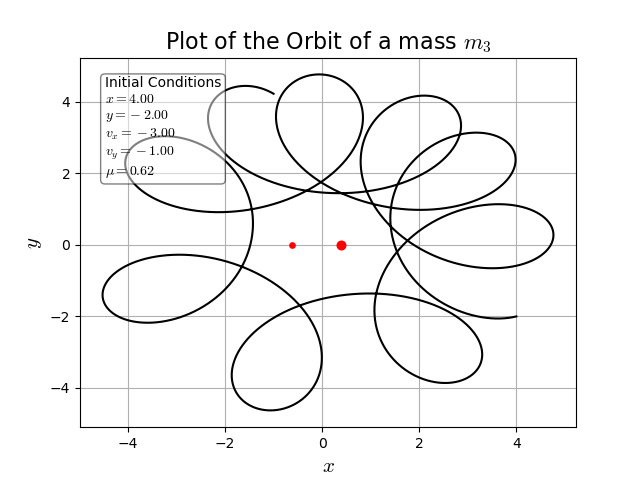 Plot of the Orbit of a mass m₃
Initial Conditions
x = 4.00
y = −2.00
vₓ = −3.00
v_y = −1.00
μ = 0.62
4
2
0
−2
−4
y
−4
−2
0
2
4
x